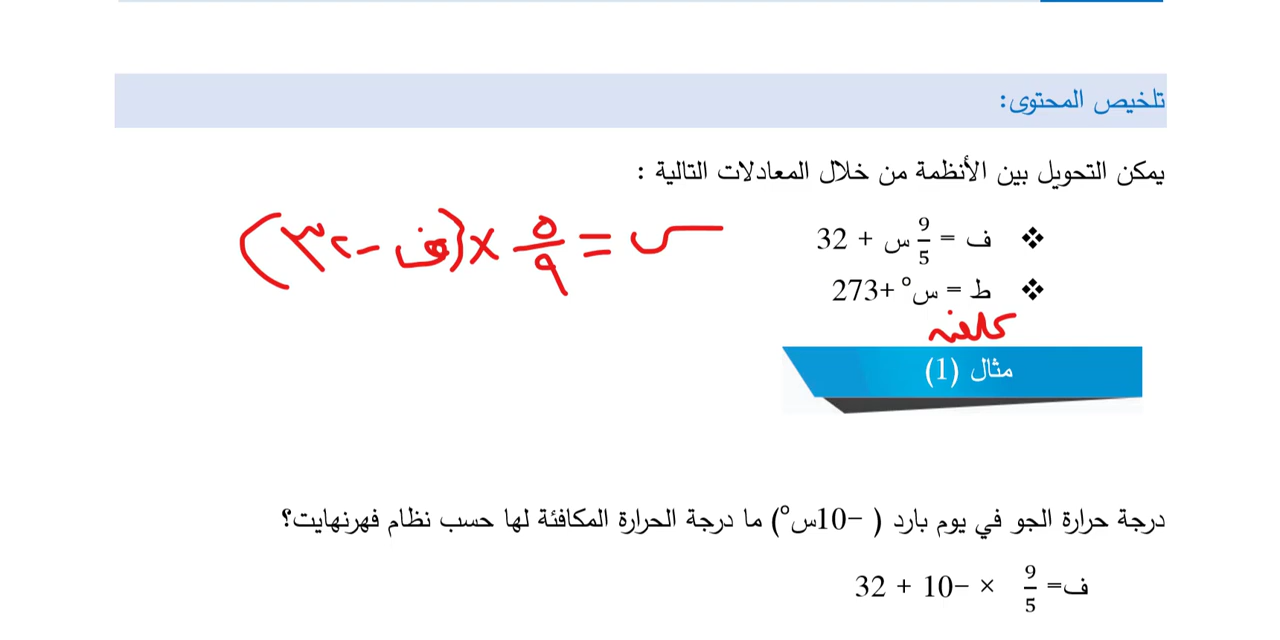 تلخيص المحتوى:
يمكن التحويل بين الأنظمة من خلال المعادلات التالية :
❖ ف = 9/5 س + 32
س = ٥/٩ × (ف - ٣٢)
❖ ط = س° +273
كلفن
مثال (1)
درجة حرارة الجو في يوم بارد ( −10س°) ما درجة الحرارة المكافئة لها حسب نظام فهرنهايت؟
ف= 9/5 × −10 + 32